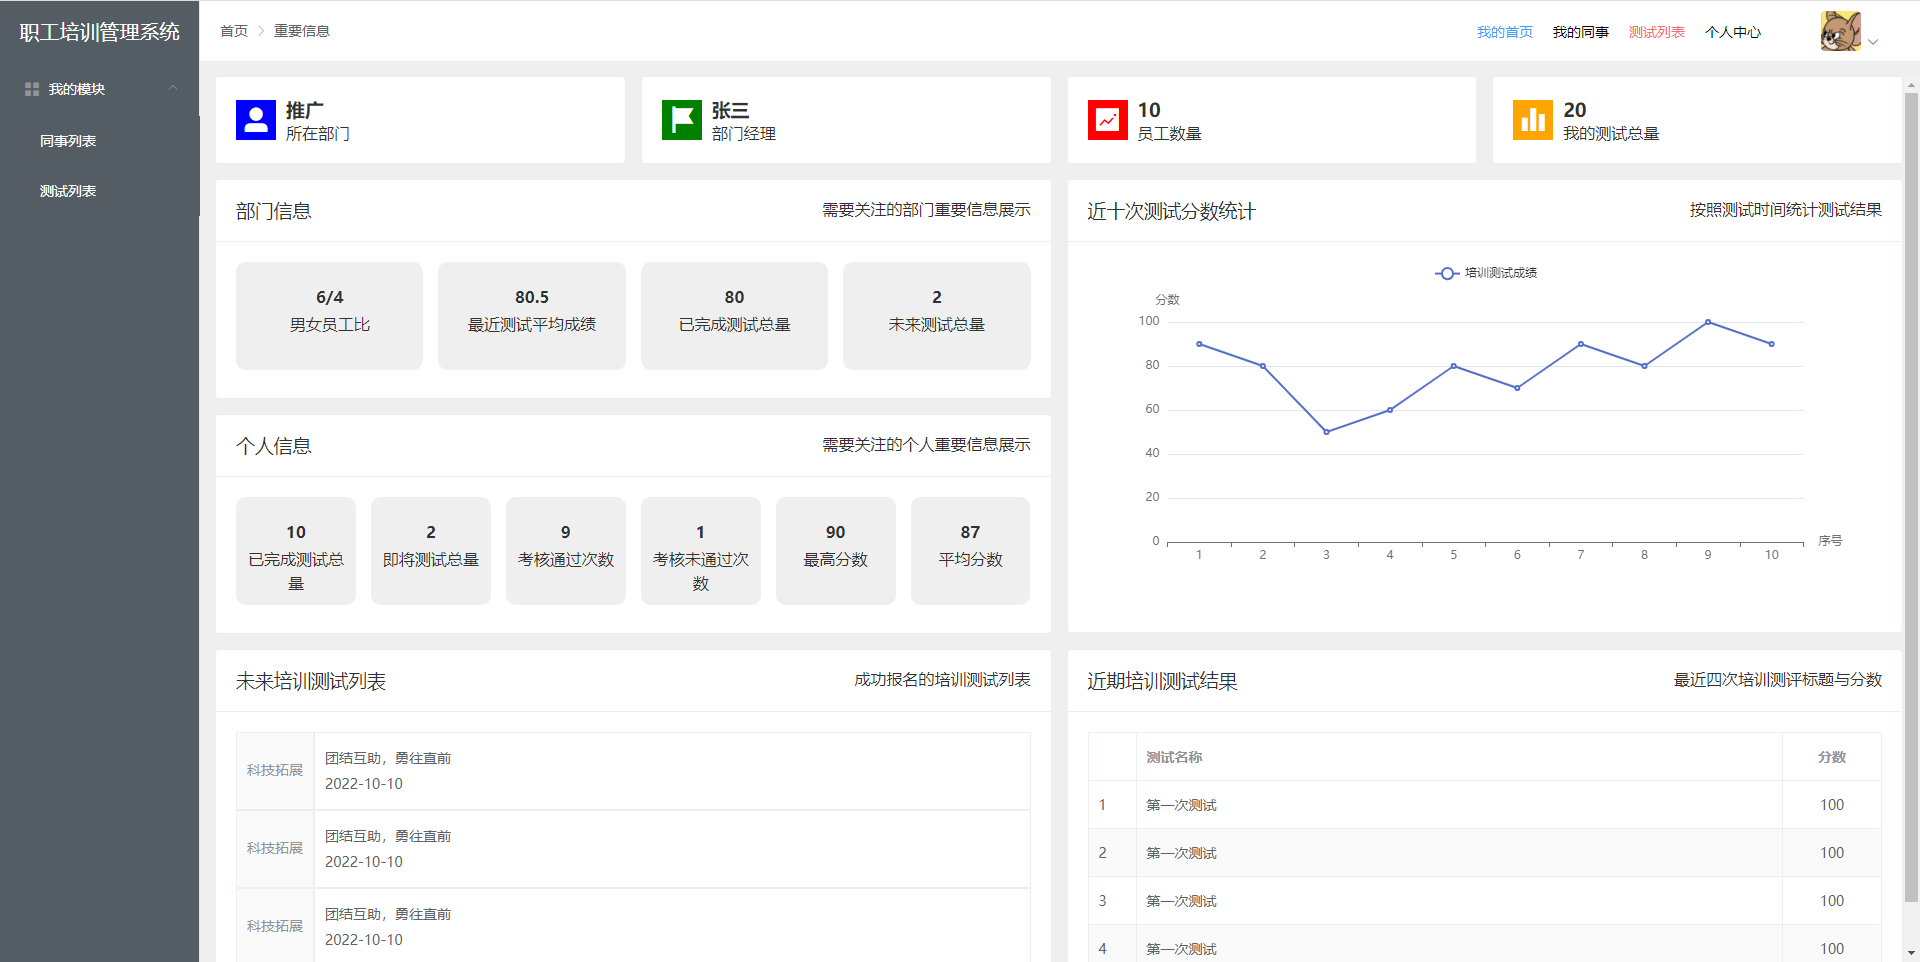 职工培训管理系统
我的模块
同事列表
测试列表
首页 > 重要信息
我的首页 我的同事 测试列表 个人中心
推广
所在部门
张三
部门经理
10
员工数量
20
我的测试总量
部门信息 需要关注的部门重要信息展示
6/4
男女员工比
80.5
最近测试平均成绩
80
已完成测试总量
2
未来测试总量
个人信息 需要关注的个人重要信息展示
10
已完成测试总
量
2
即将测试总量
9
考核通过次数
1
考核未通过次
数
90
最高分数
87
平均分数
近十次测试分数统计 按照测试时间统计测试结果
培训测试成绩
分数
100
80
60
40
20
0
1 2 3 4 5 6 7 8 9 10
序号
未来培训测试列表 成功报名的培训测试列表
科技拓展
团结互助，勇往直前
2022-10-10
科技拓展
团结互助，勇往直前
2022-10-10
科技拓展
团结互助，勇往直前
2022-10-10
近期培训测试结果 最近四次培训测评标题与分数
测试名称 分数
1 第一次测试 100
2 第一次测试 100
3 第一次测试 100
4 第一次测试 100